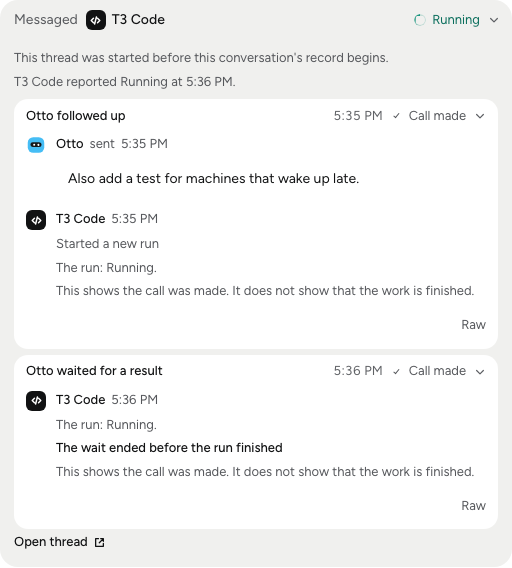 Messaged T3 Code Running
This thread was started before this conversation's record begins.
T3 Code reported Running at 5:36 PM.
Otto followed up 5:35 PM ✓ Call made
Otto sent 5:35 PM
Also add a test for machines that wake up late.
T3 Code 5:35 PM
Started a new run
The run: Running.
This shows the call was made. It does not show that the work is finished.
Raw
Otto waited for a result 5:36 PM ✓ Call made
T3 Code 5:36 PM
The run: Running.
The wait ended before the run finished
This shows the call was made. It does not show that the work is finished.
Raw
Open thread